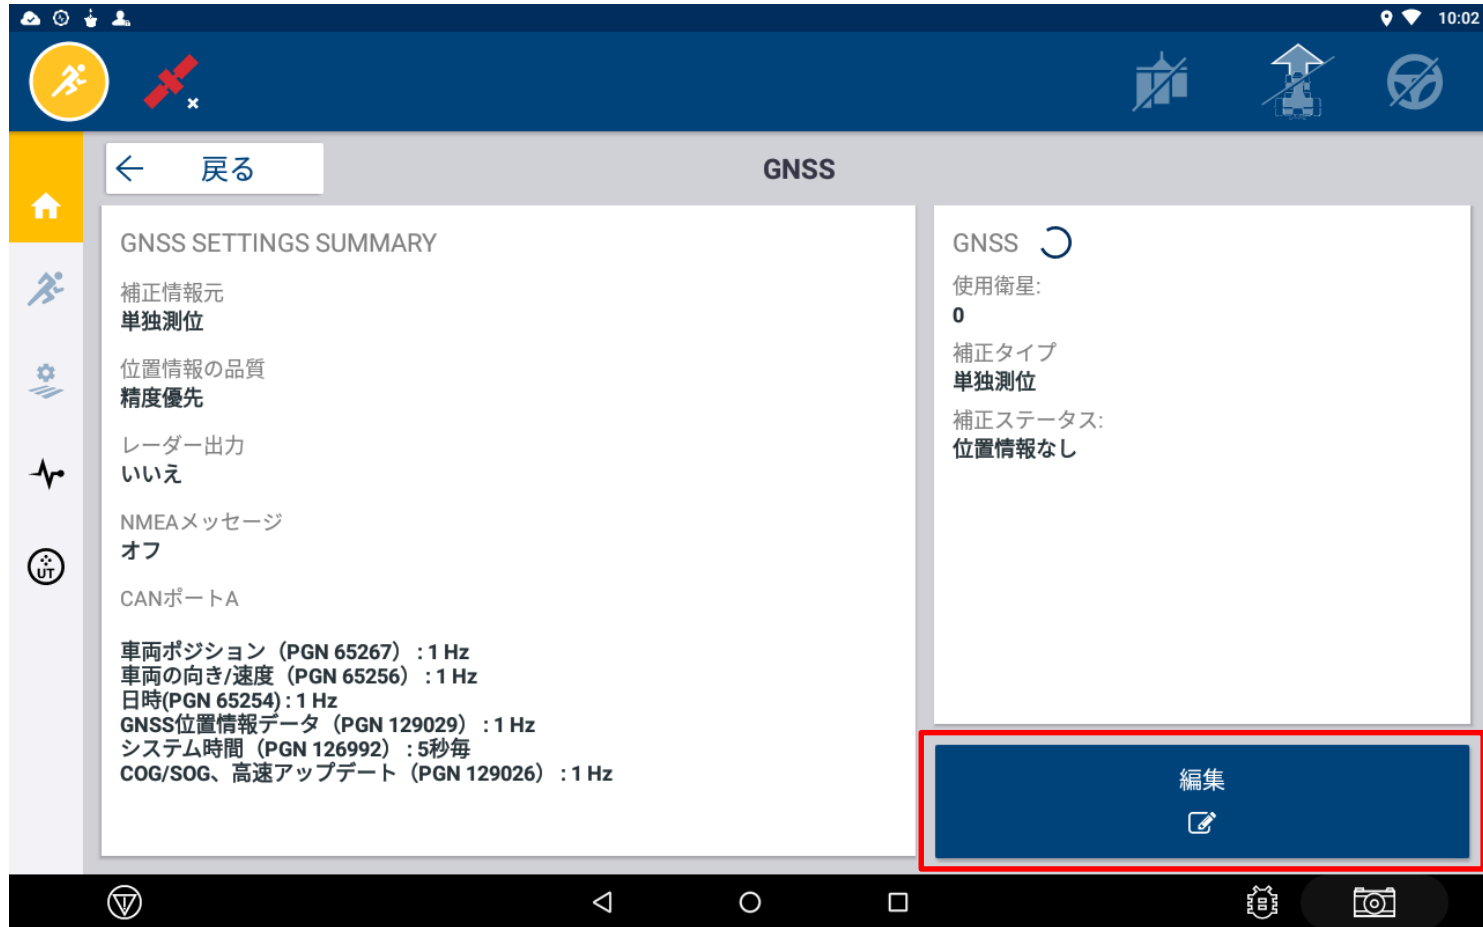 10:02
戻る
GNSS
GNSS SETTINGS SUMMARY
補正情報元
単独測位
位置情報の品質
精度優先
レーダー出力
いいえ
NMEAメッセージ
オフ
CANポートA
車両ポジション（PGN 65267）: 1 Hz
車両の向き/速度（PGN 65256）: 1 Hz
日時(PGN 65254) : 1 Hz
GNSS位置情報データ（PGN 129029）: 1 Hz
システム時間（PGN 126992）: 5秒毎
COG/SOG、高速アップデート（PGN 129026）: 1 Hz
GNSS
使用衛星:
0
補正タイプ
単独測位
補正ステータス:
位置情報なし
編集
UT